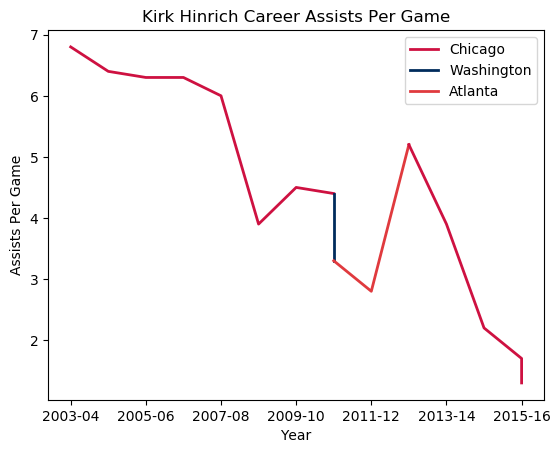 Kirk Hinrich Career Assists Per Game
Chicago
Washington
Atlanta
7
6
5
4
3
2
Assists Per Game
2003-04 2005-06 2007-08 2009-10 2011-12 2013-14 2015-16
Year